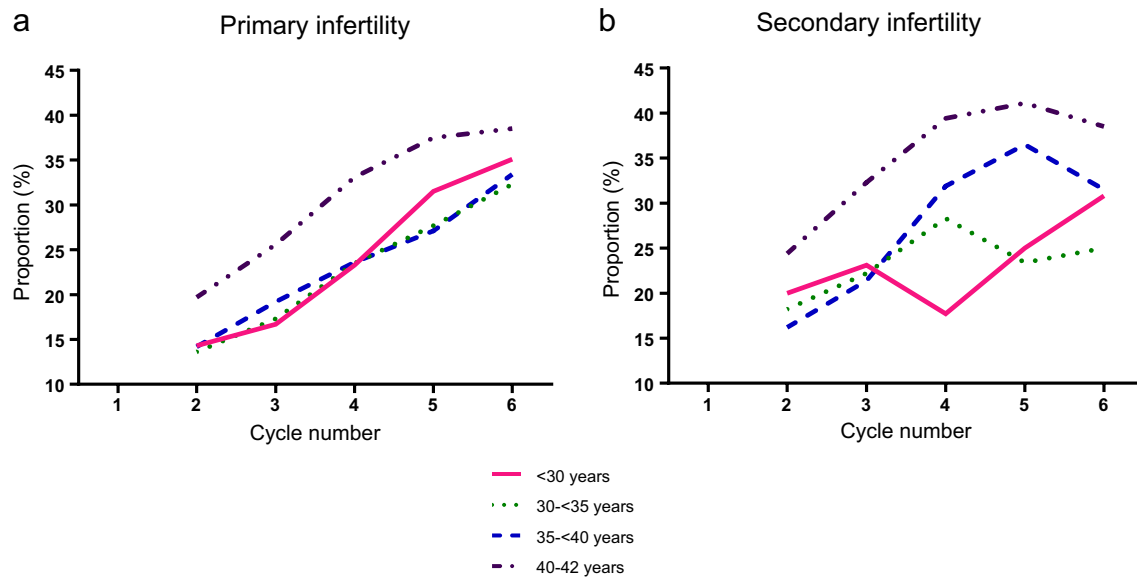 a
Primary infertility
45
40
35
30
25
20
15
10
Proportion (%)
1 2 3 4 5 6
Cycle number
b
Secondary infertility
45
40
35
30
25
20
15
10
Proportion (%)
1 2 3 4 5 6
Cycle number
<30 years
30-<35 years
35-<40 years
40-42 years